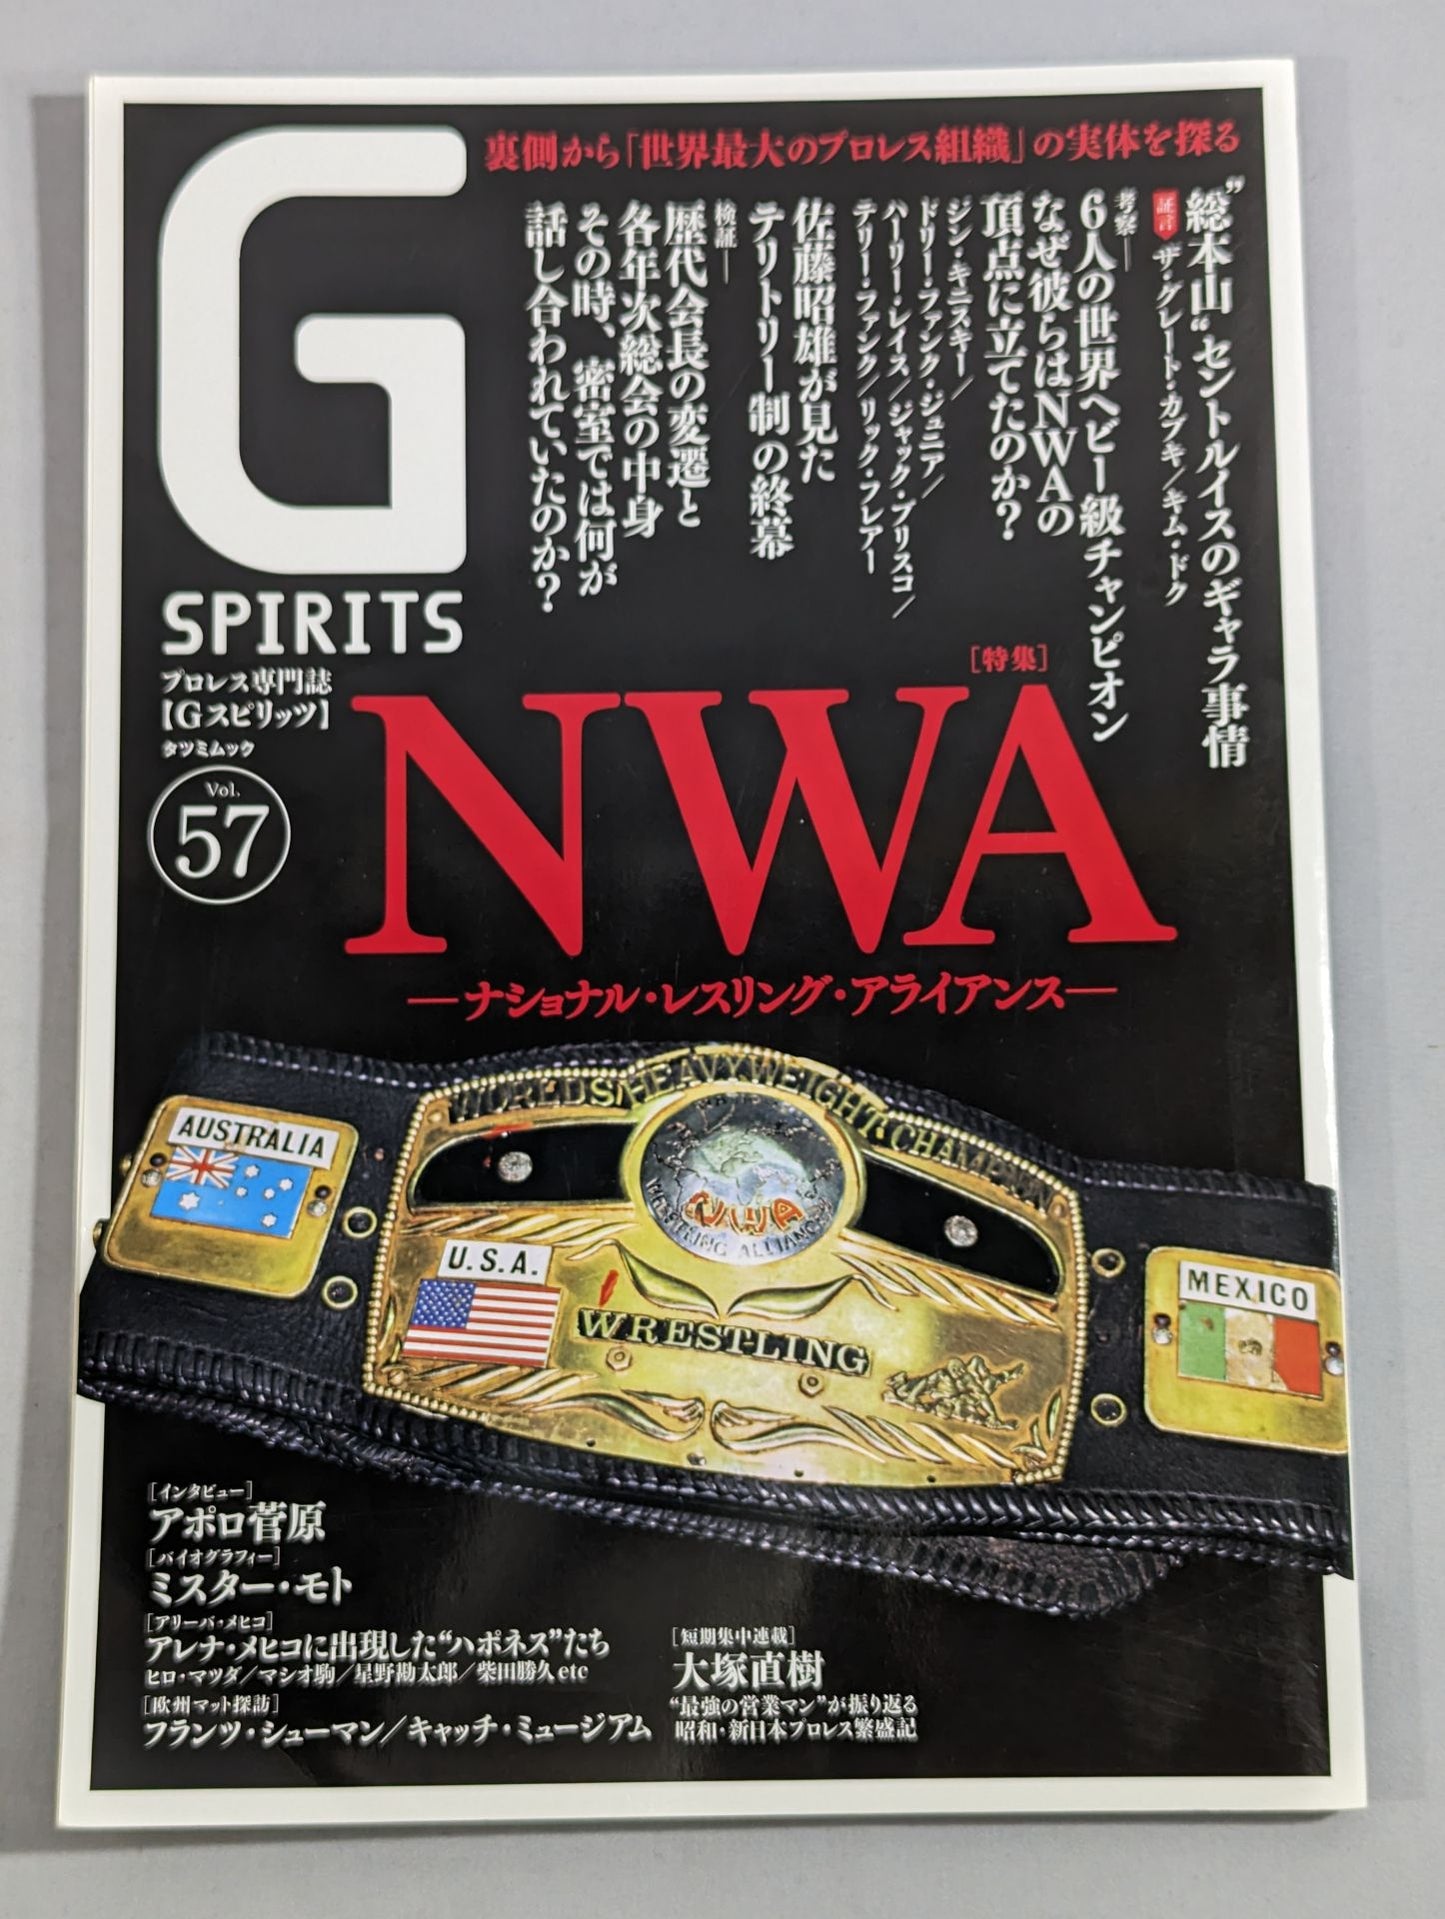 G
SPIRITS
プロレス専門誌
【Gスピリッツ】
タツミムック
Vol.
57
裏側から「世界最大のプロレス組織」の実体を探る
”総本山“セントルイスのギャラ事情
証言
ザ・グレート・カブキ／キム・ドク
考察―
6人の世界ヘビー級チャンピオン
なぜ彼らはNWAの
頂点に立てたのか?
ジン・キニスキー／
ドリー・ファンク・ジュニア／
ハーリー・レイス／ジャック・ブリスコ／
テリー・ファンク／リック・フレアー
佐藤昭雄が見た
テリトリー制の終幕
検証―
歴代会長の変遷と
各年次総会の中身
その時、密室では何が
話し合われていたのか?
[特集]
NWA
―ナショナル・レスリング・アライアンス―
WORLDS HEAVYWEIGHT CHAMPION
AUSTRALIA
NWA
WRESTLING ALLIANCE
U.S.A.
WRESTLING
MEXICO
[インタビュー]
アポロ菅原
[バイオグラフィー]
ミスター・モト
[アリーバ・メヒコ]
アレナ・メヒコに出現した“ハポネス”たち
ヒロ・マツダ／マシオ駒／星野勘太郎／柴田勝久 etc
[欧州マット探訪]
フランツ・シューマン／キャッチ・ミュージアム
[短期集中連載]
大塚直樹
“最強の営業マン”が振り返る
昭和・新日本プロレス繁盛記